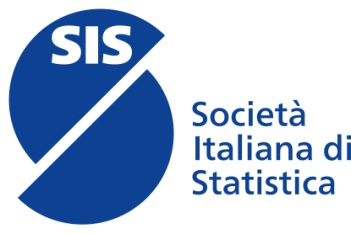 SIS
Società
Italiana di
Statistica